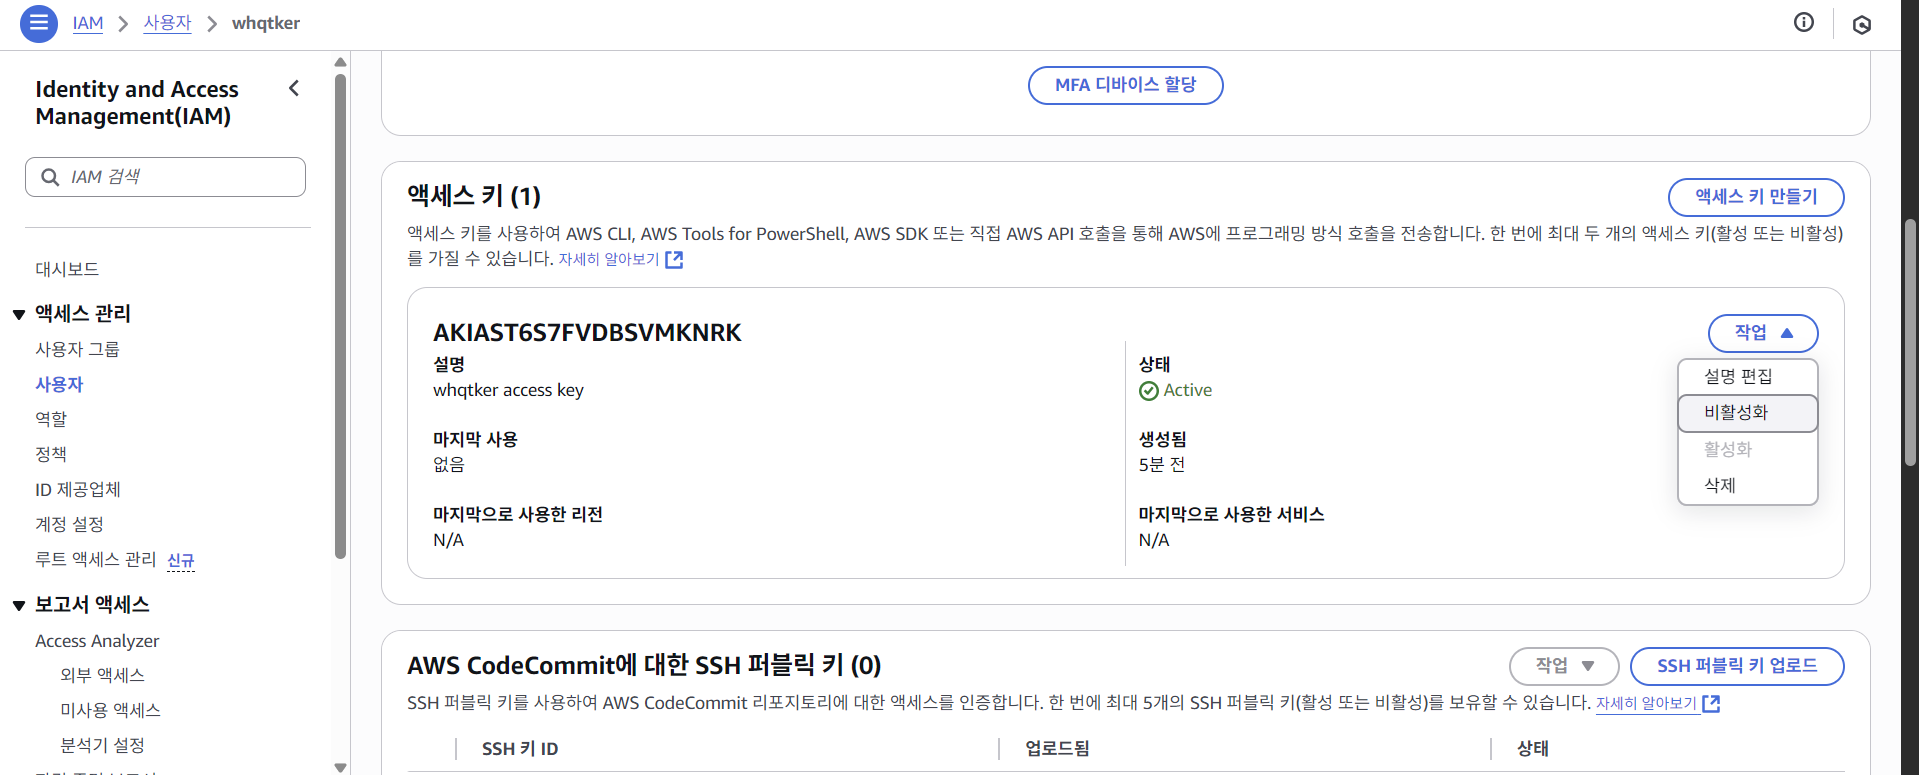 IAM > 사용자 > whqtker
Identity and Access
Management(IAM)
IAM 검색
대시보드
액세스 관리
사용자 그룹
사용자
역할
정책
ID 제공업체
계정 설정
루트 액세스 관리 신규
보고서 액세스
Access Analyzer
외부 액세스
미사용 액세스
분석기 설정
MFA 디바이스 할당
액세스 키 (1)
액세스 키 만들기
액세스 키를 사용하여 AWS CLI, AWS Tools for PowerShell, AWS SDK 또는 직접 AWS API 호출을 통해 AWS에 프로그래밍 방식 호출을 전송합니다. 한 번에 최대 두 개의 액세스 키(활성 또는 비활성)
를 가질 수 있습니다. 자세히 알아보기
AKIAST6S7FVDBSVMKNRK
작업
설명 편집
비활성화
활성화
삭제
설명
whqtker access key
상태
Active
마지막 사용
없음
생성됨
5분 전
마지막으로 사용한 리전
N/A
마지막으로 사용한 서비스
N/A
AWS CodeCommit에 대한 SSH 퍼블릭 키 (0)
작업
SSH 퍼블릭 키 업로드
SSH 퍼블릭 키를 사용하여 AWS CodeCommit 리포지토리에 대한 액세스를 인증합니다. 한 번에 최대 5개의 SSH 퍼블릭 키(활성 또는 비활성)를 보유할 수 있습니다. 자세히 알아보기
SSH 키 ID
업로드됨
상태